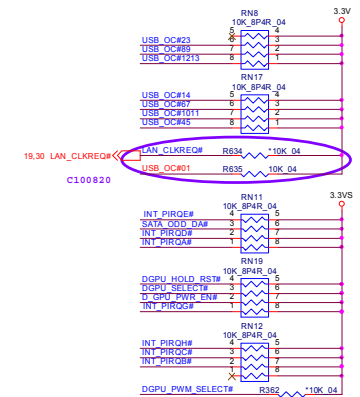 RN8
10K_8P4R_04
3.3V
5 4
USB_OC#23 6 3
USB_OC#89 7 2
USB_OC#1213 8 1
RN17
10K_8P4R_04
USB_OC#14 5 4
USB_OC#67 6 3
USB_OC#1011 7 2
USB_OC#45 8 1
19,30 LAN_CLKREQ# LAN_CLKREQ# R634 *10K_04
USB_OC#01 R635 10K_04
C100820
RN11
10K_8P4R_04
3.3VS
INT_PIRQE# 4 5
SATA_ODD_DA# 3 6
INT_PIRQD# 2 7
INT_PIRQA# 1 8
RN19
10K_8P4R_04
DGPU_HOLD_RST# 4 5
DGPU_SELECT# 3 6
D_GPU_PWR_EN# 2 7
INT_PIRQG# 1 8
RN12
10K_8P4R_04
INT_PIRQH# 4 5
INT_PIRQC# 3 6
INT_PIRQB# 2 7
1 8
DGPU_PWM_SELECT# R362 *10K_04